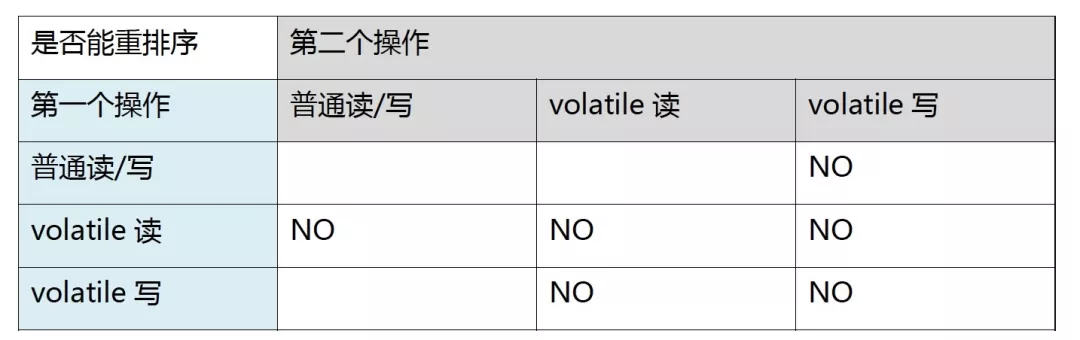 是否能重排序 第二个操作
第一个操作 普通读/写 volatile 读 volatile 写
普通读/写 NO
volatile 读 NO NO NO
volatile 写 NO NO